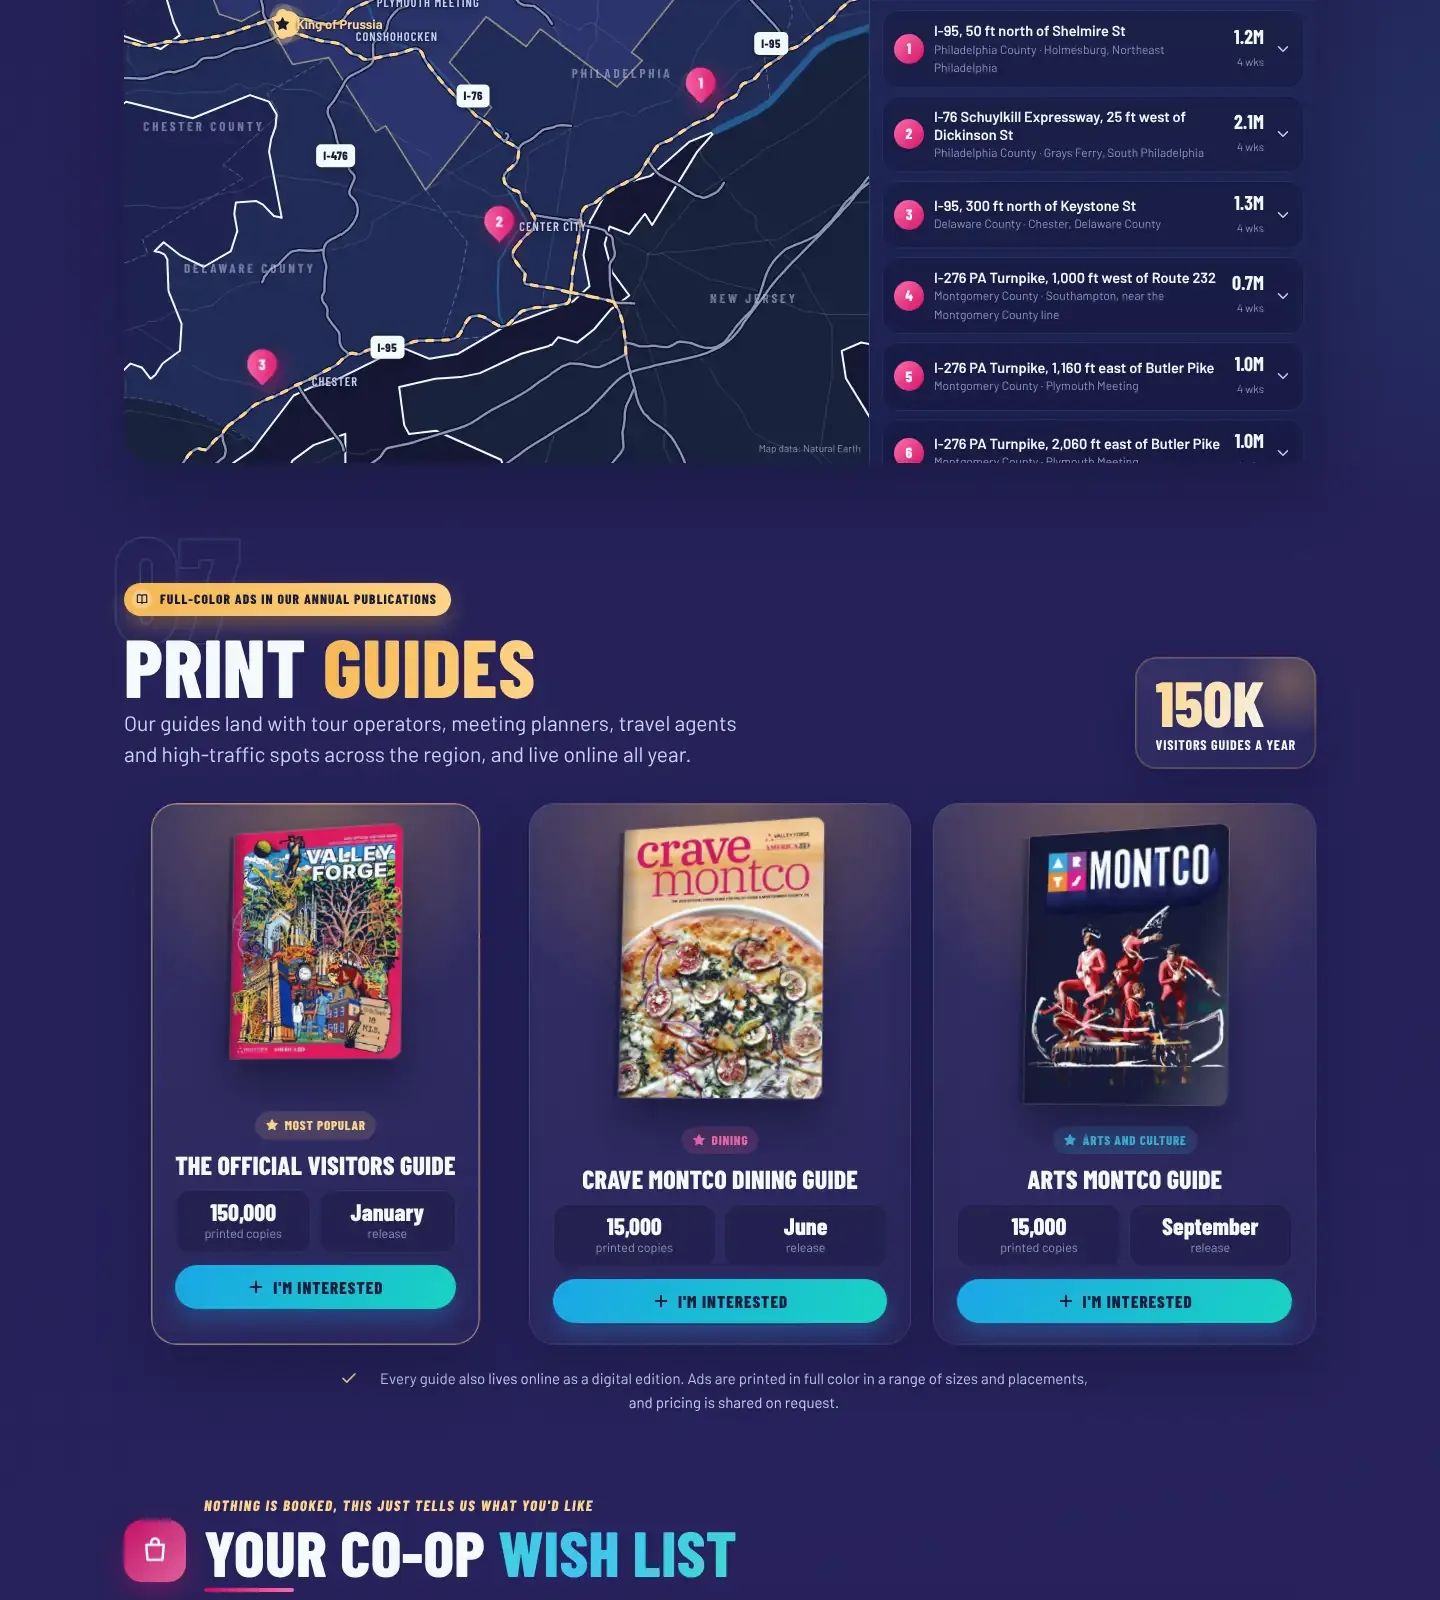 PLYMOUTH MEETING
King of Prussia
CONSHOHOCKEN
I-95
PHILADELPHIA
1
I-76
CHESTER COUNTY
I-476
2
CENTER CITY
DELAWARE COUNTY
NEW JERSEY
I-95
3
CHESTER
Map data: Natural Earth
1
I-95, 50 ft north of Shelmire St
Philadelphia County · Holmesburg, Northeast
Philadelphia
1.2M
4 wks
2
I-76 Schuylkill Expressway, 25 ft west of
Dickinson St
Philadelphia County · Grays Ferry, South Philadelphia
2.1M
4 wks
3
I-95, 300 ft north of Keystone St
Delaware County · Chester, Delaware County
1.3M
4 wks
4
I-276 PA Turnpike, 1,000 ft west of Route 232
Montgomery County · Southampton, near the
Montgomery County line
0.7M
4 wks
5
I-276 PA Turnpike, 1,160 ft east of Butler Pike
Montgomery County · Plymouth Meeting
1.0M
4 wks
6
I-276 PA Turnpike, 2,060 ft east of Butler Pike
Montgomery County · Plymouth Meeting
1.0M
07
FULL-COLOR ADS IN OUR ANNUAL PUBLICATIONS
PRINT GUIDES
Our guides land with tour operators, meeting planners, travel agents
and high-traffic spots across the region, and live online all year.
150K
VISITORS GUIDES A YEAR
VALLEY
FORGE
MOST POPULAR
THE OFFICIAL VISITORS GUIDE
150,000
printed copies
January
release
+ I'M INTERESTED
VALLEY FORGE
crave
montco
DINING
CRAVE MONTCO DINING GUIDE
15,000
printed copies
June
release
+ I'M INTERESTED
ARTS MONTCO
ARTS AND CULTURE
ARTS MONTCO GUIDE
15,000
printed copies
September
release
+ I'M INTERESTED
Every guide also lives online as a digital edition. Ads are printed in full color in a range of sizes and placements,
and pricing is shared on request.
NOTHING IS BOOKED, THIS JUST TELLS US WHAT YOU'D LIKE
YOUR CO-OP WISH LIST